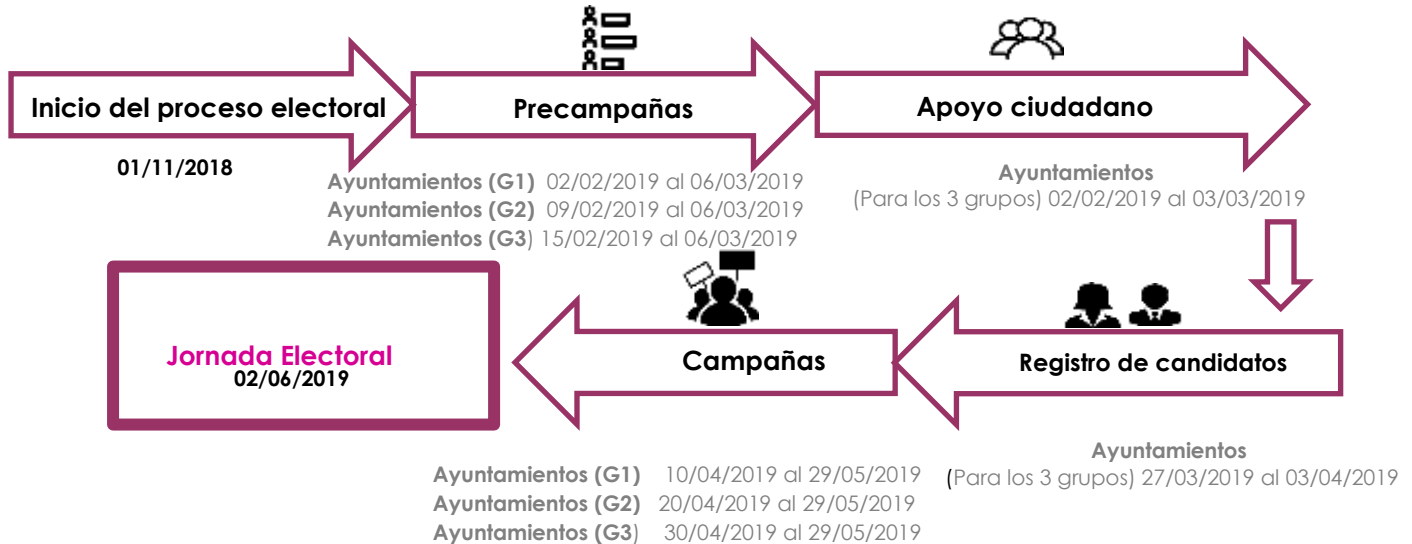 Inicio del proceso electoral
01/11/2018
Precampañas
Ayuntamientos (G1) 02/02/2019 al 06/03/2019
Ayuntamientos (G2) 09/02/2019 al 06/03/2019
Ayuntamientos (G3) 15/02/2019 al 06/03/2019
Apoyo ciudadano
Ayuntamientos
(Para los 3 grupos) 02/02/2019 al 03/03/2019
Registro de candidatos
Ayuntamientos
(Para los 3 grupos) 27/03/2019 al 03/04/2019
Campañas
Ayuntamientos (G1) 10/04/2019 al 29/05/2019
Ayuntamientos (G2) 20/04/2019 al 29/05/2019
Ayuntamientos (G3) 30/04/2019 al 29/05/2019
Jornada Electoral
02/06/2019